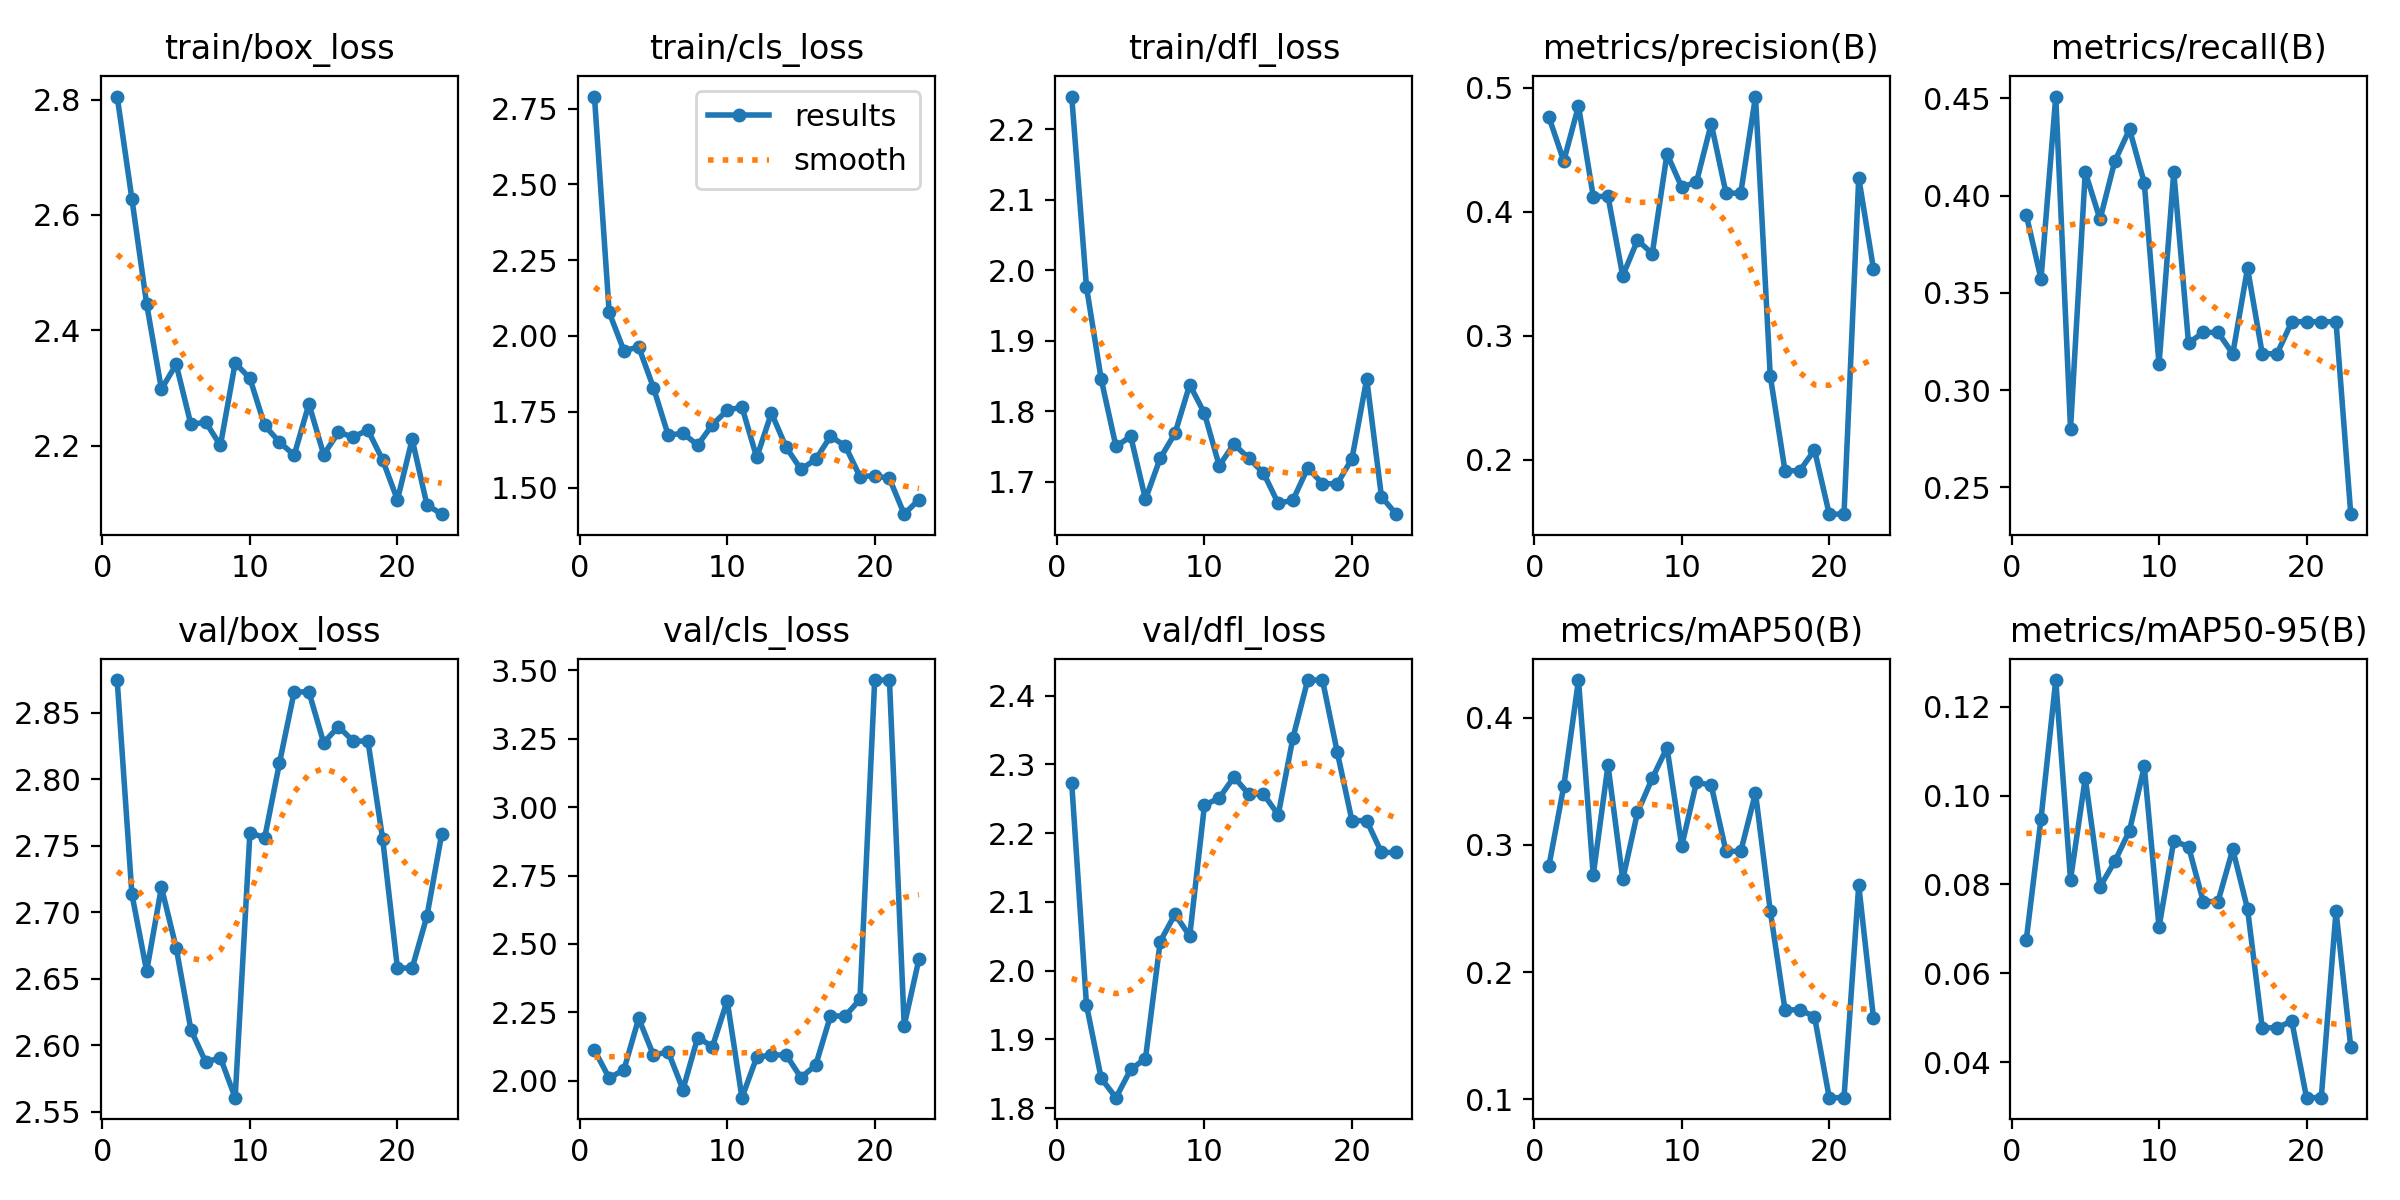 train/box_loss
2.8
2.6
2.4
2.2
0 10 20
train/cls_loss
results
smooth
2.75
2.50
2.25
2.00
1.75
1.50
0 10 20
train/dfl_loss
2.2
2.1
2.0
1.9
1.8
1.7
0 10 20
metrics/precision(B)
0.5
0.4
0.3
0.2
0 10 20
metrics/recall(B)
0.45
0.40
0.35
0.30
0.25
0 10 20
val/box_loss
2.85
2.80
2.75
2.70
2.65
2.60
2.55
0 10 20
val/cls_loss
3.50
3.25
3.00
2.75
2.50
2.25
2.00
0 10 20
val/dfl_loss
2.4
2.3
2.2
2.1
2.0
1.9
1.8
0 10 20
metrics/mAP50(B)
0.4
0.3
0.2
0.1
0 10 20
metrics/mAP50-95(B)
0.12
0.10
0.08
0.06
0.04
0 10 20